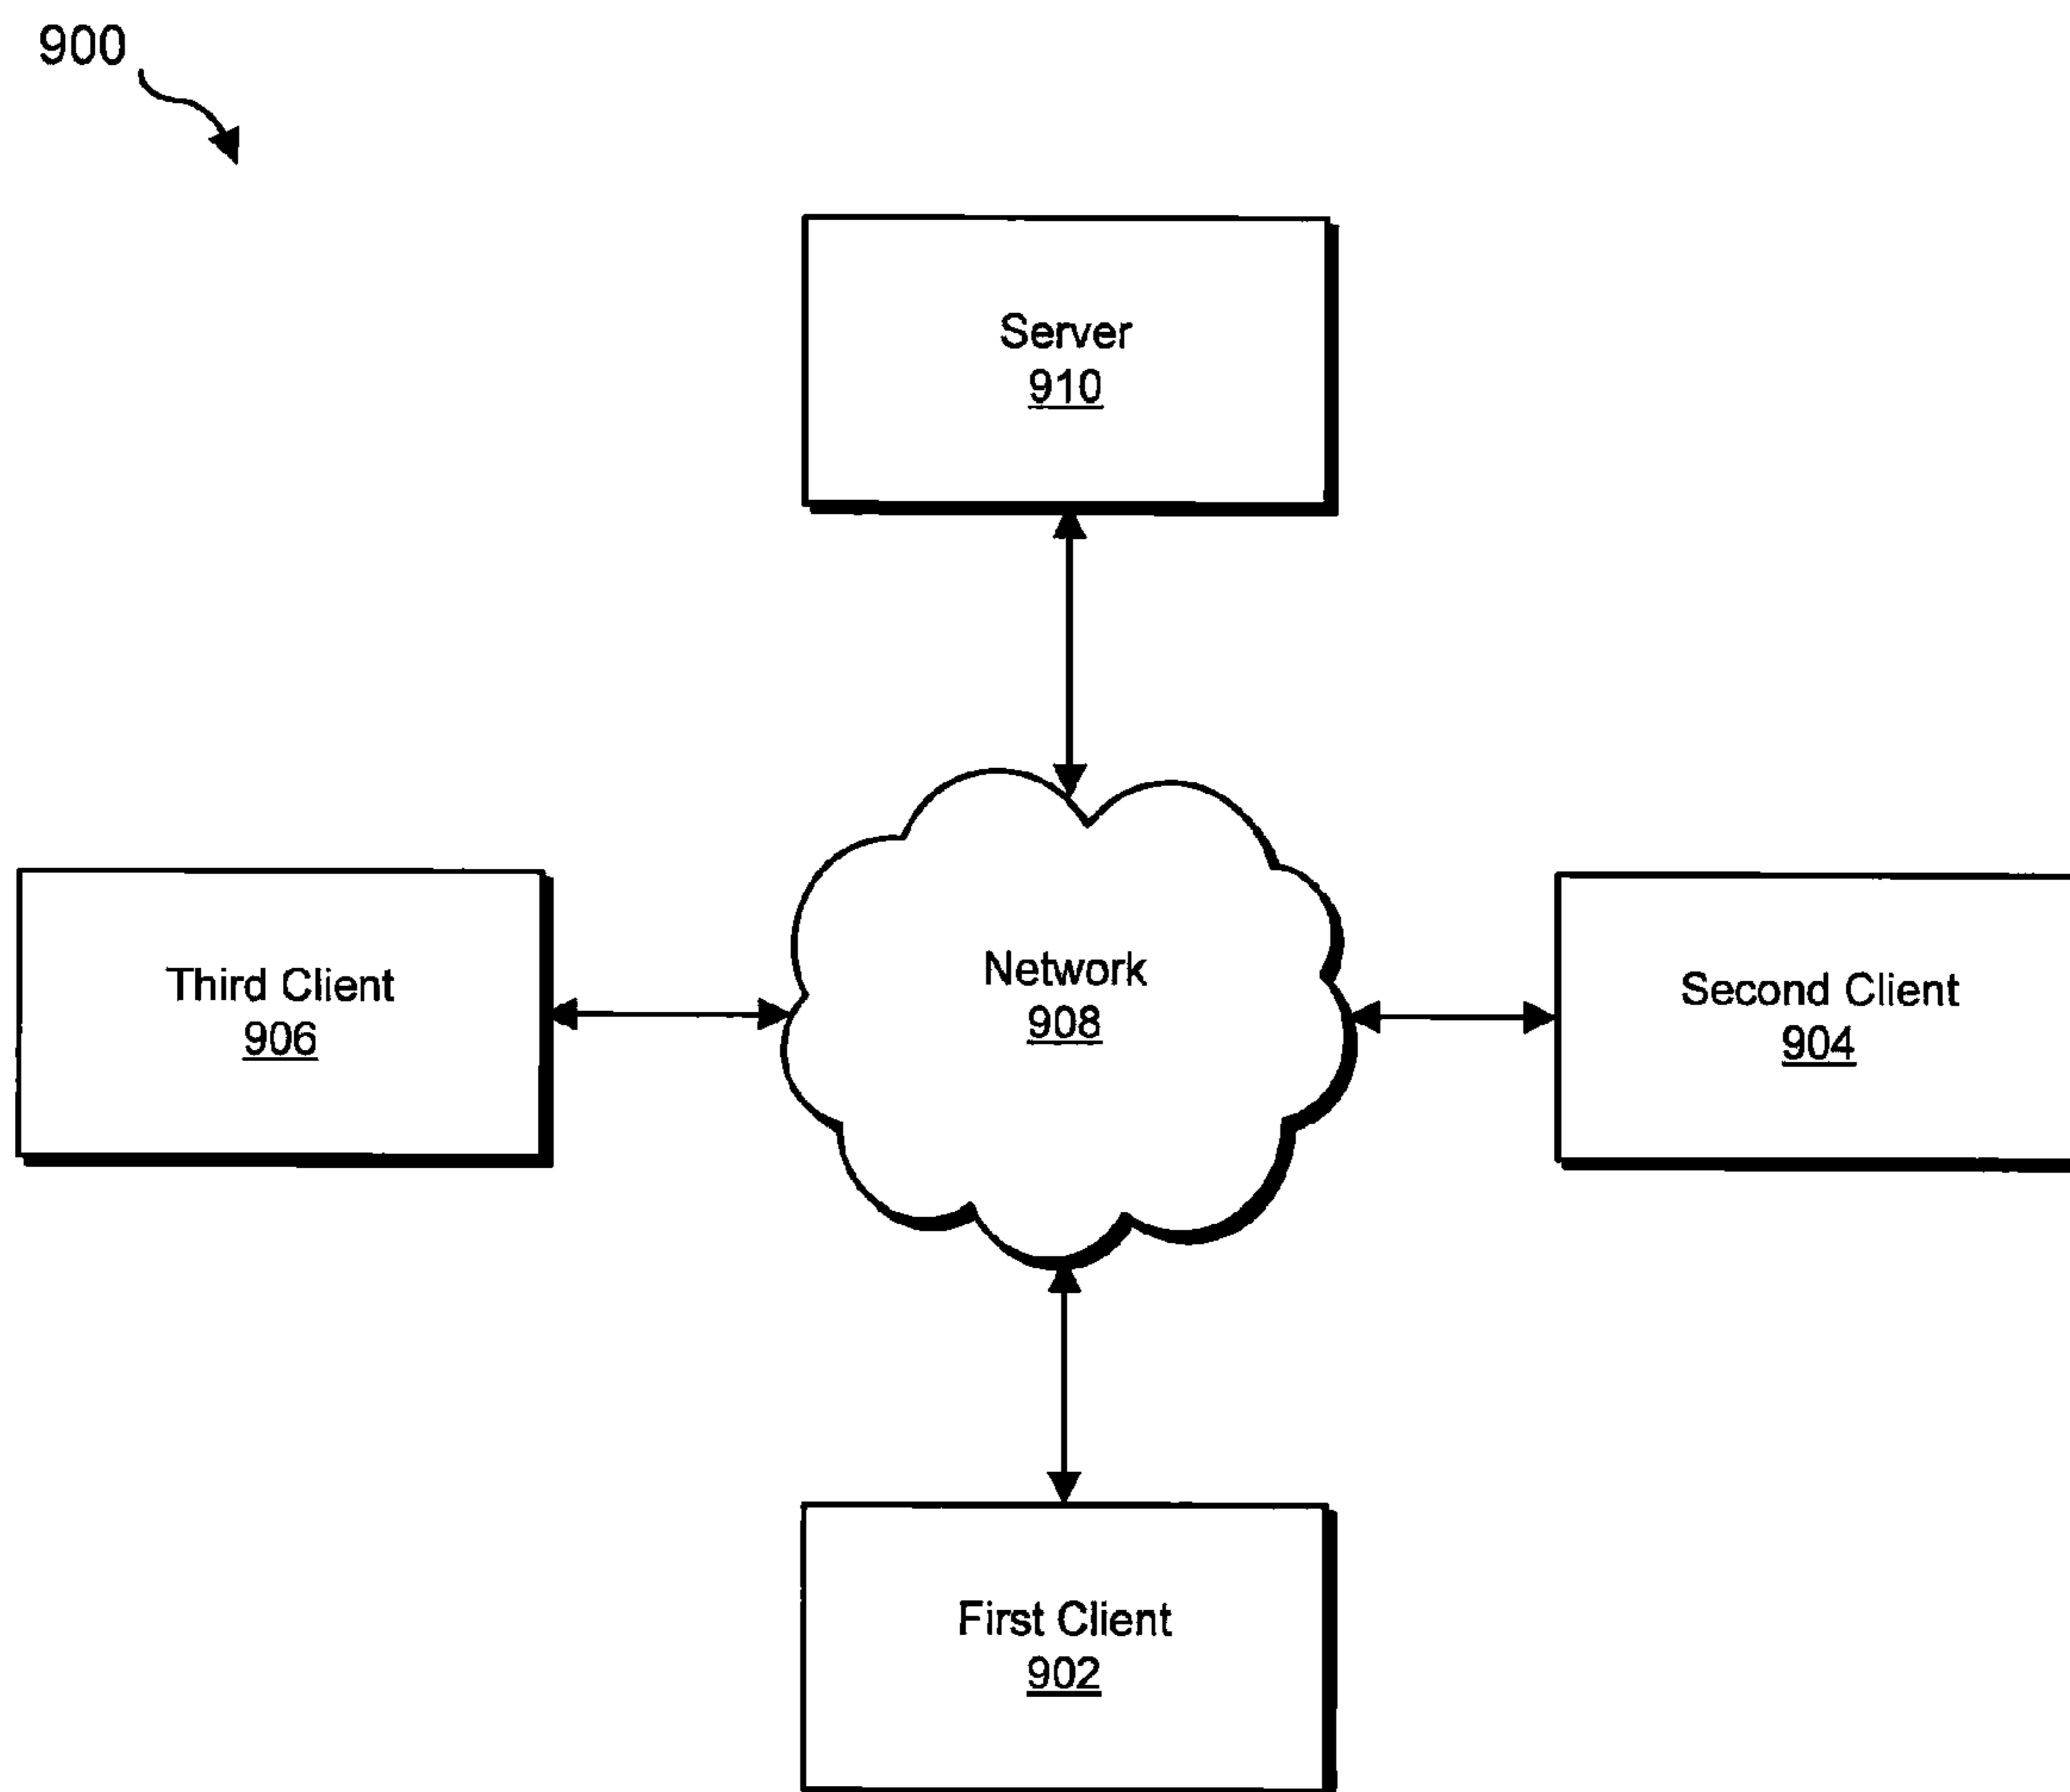 900
Server
910
Network
908
Third Client
906
Second Client
904
First Client
902